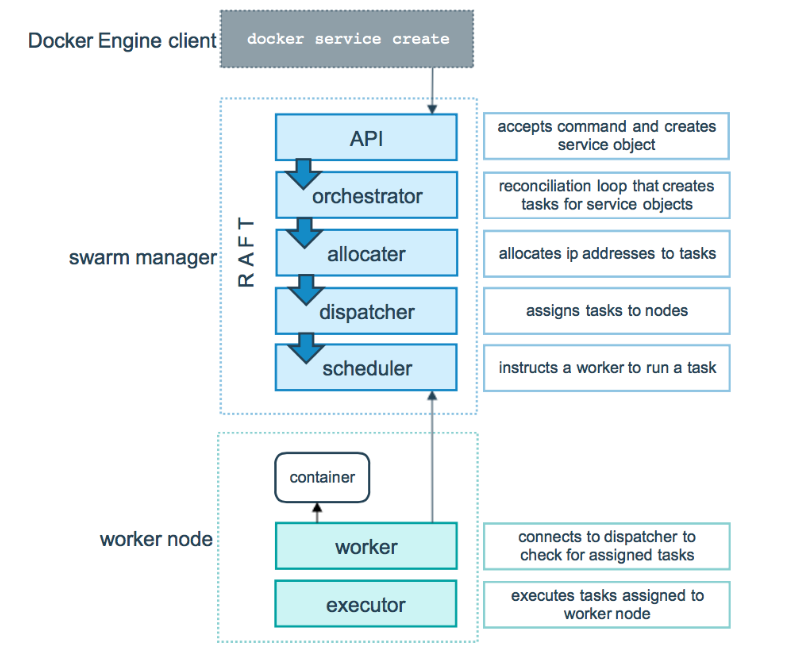 Docker Engine client
docker service create
API
accepts command and creates
service object
orchestrator
reconciliation loop that creates
tasks for service objects
swarm manager
RAFT
allocater
allocates ip addresses to tasks
dispatcher
assigns tasks to nodes
scheduler
instructs a worker to run a task
container
worker node
worker
connects to dispatcher to
check for assigned tasks
executor
executes tasks assigned to
worker node